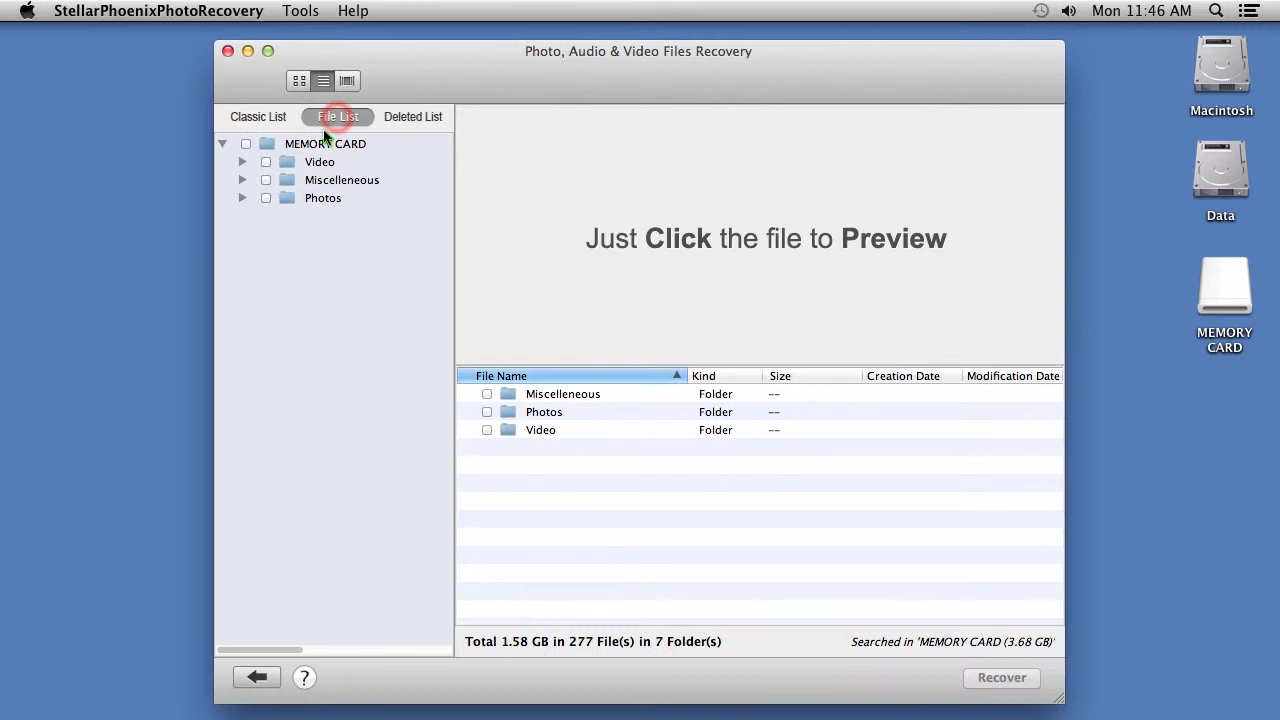 StellarPhoenixPhotoRecovery Tools Help Mon 11:46 AM
Photo, Audio & Video Files Recovery
Classic List File List Deleted List
MEMORY CARD
Video
Miscelleneous
Photos
Just Click the file to Preview
File Name Kind Size Creation Date Modification Date
Miscelleneous Folder --
Photos Folder --
Video Folder --
Total 1.58 GB in 277 File(s) in 7 Folder(s) Searched in 'MEMORY CARD (3.68 GB)'
? Recover
Macintosh
Data
MEMORY
CARD